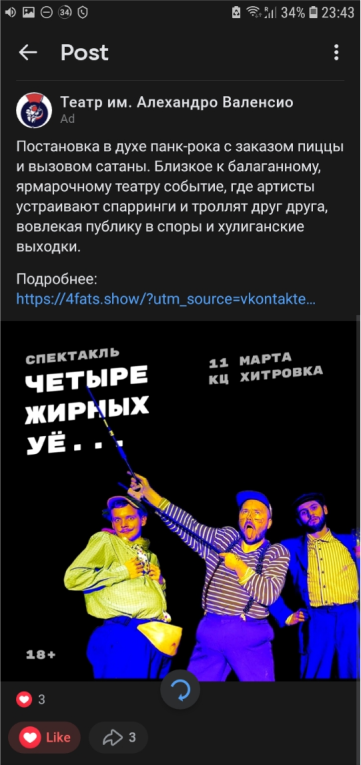 34
34%
23:43
Post
Театр им. Алехандро Валенсио
Ad
Постановка в духе панк-рока с заказом пиццы
и вызовом сатаны. Близкое к балаганному,
ярмарочному театру событие, где артисты
устраивают спарринги и троллят друг друга,
вовлекая публику в споры и хулиганские
выходки.
Подробнее:
https://4fats.show/?utm_source=vkontakte...
СПЕКТАКЛЬ
ЧЕТЫРЕ
ЖИРНЫХ
УЁ...
11 МАРТА
КЦ ХИТРОВКА
18+
3
Like
3